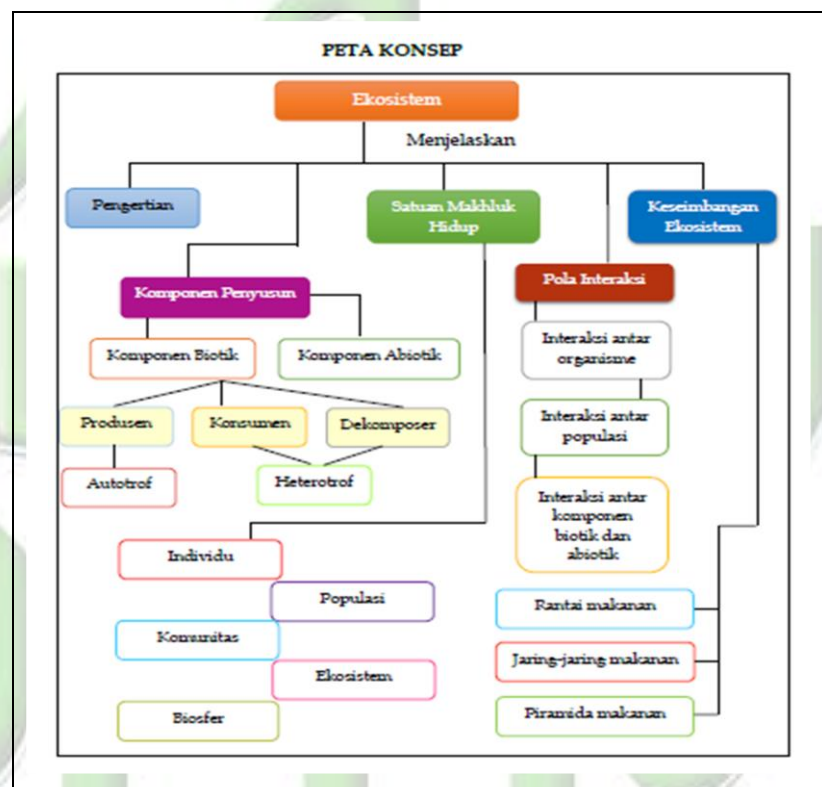 PETA KONSEP
Ekosistem
Menjelaskan
Pengertian
Satuan Makhluk
Hidup
Keseimbangan
Ekosistem
Komponen Penyusun
Pola Interaksi
Komponen Biotik
Komponen Abiotik
Interaksi antar
organisme
Produsen
Konsumen
Dekomposer
Interaksi antar
populasi
Autotrof
Heterotrof
Interaksi antar
komponen
biotik dan
abiotik
Individu
Populasi
Komunitas
Ekosistem
Biosfer
Rantai makanan
Jaring-jaring makanan
Piramida makanan